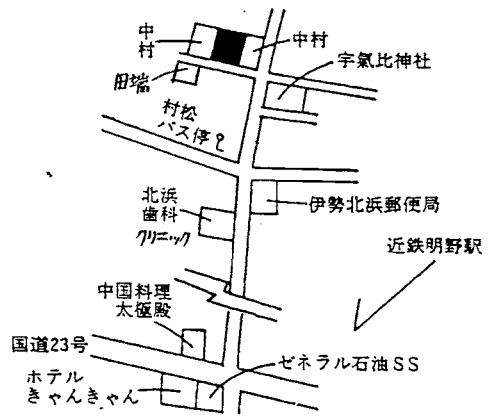 中村
中村
宇氣比神社
田端
村松
バス停
北浜
歯科
クリニック
伊勢北浜郵便局
近鉄明野駅
中国料理
太極殿
国道23号
ゼネラル石油SS
ホテル
きゃんきゃん